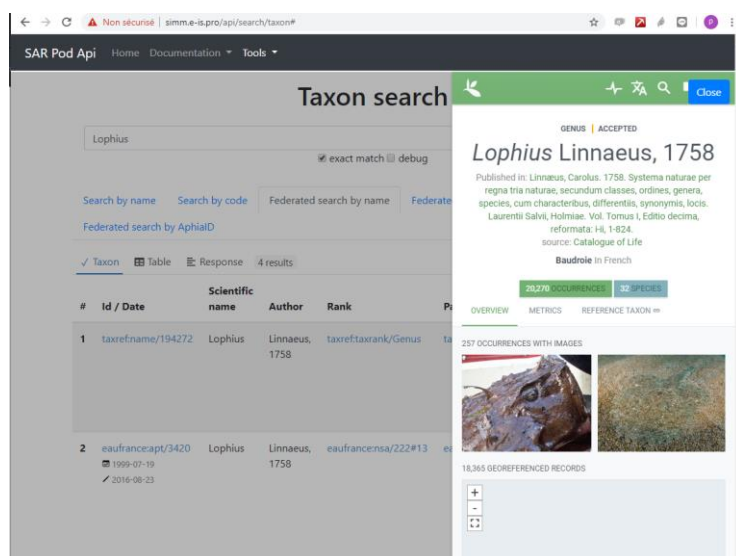 Non sécurisé | simm.e-is.pro/api/search/taxon#
SAR Pod Api Home Documentation Tools
Taxon search
Lophius
exact match debug
Search by name Search by code Federated search by name
Federated search by AphiaID
Taxon Table Response 4 results
# Id / Date Scientific name Author Rank
1 taxref:name/194272 Lophius Linnaeus, 1758 taxref:taxrank/Genus
2 eaufrance:apt/3420 Lophius Linnaeus, 1758 eaufrance:nsa/222#13
1999-07-19
2016-08-23
Close
GENUS | ACCEPTED
Lophius Linnaeus, 1758
Published in: Linnæus, Carolus. 1758. Systema naturae per
regna tria naturae, secundum classes, ordines, genera,
species, cum characteribus, differentiis, synonymis, locis.
Laurentii Salvii, Holmiae. Vol. Tomus I, Editio decima,
reformata: i-ii, 1-824.
source: Catalogue of Life
Baudroie In French
20,270 OCCURRENCES 32 SPECIES
OVERVIEW METRICS REFERENCE TAXON
257 OCCURRENCES WITH IMAGES
18,365 GEOREFERENCED RECORDS
+
-